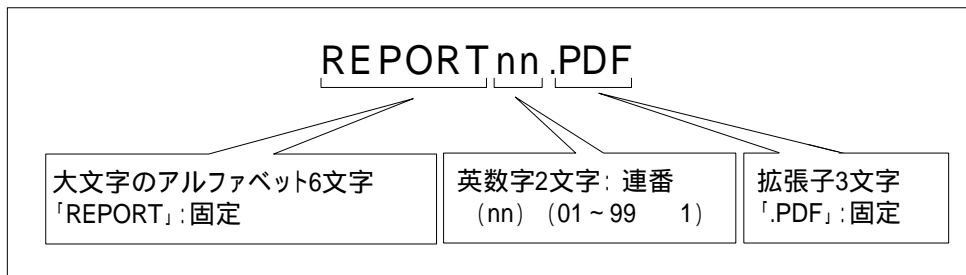 REPORTnn.PDF
大文字のアルファベット6文字
「REPORT」:固定
英数字2文字: 連番
(nn) (01～99　　1)
拡張子3文字
「.PDF」:固定